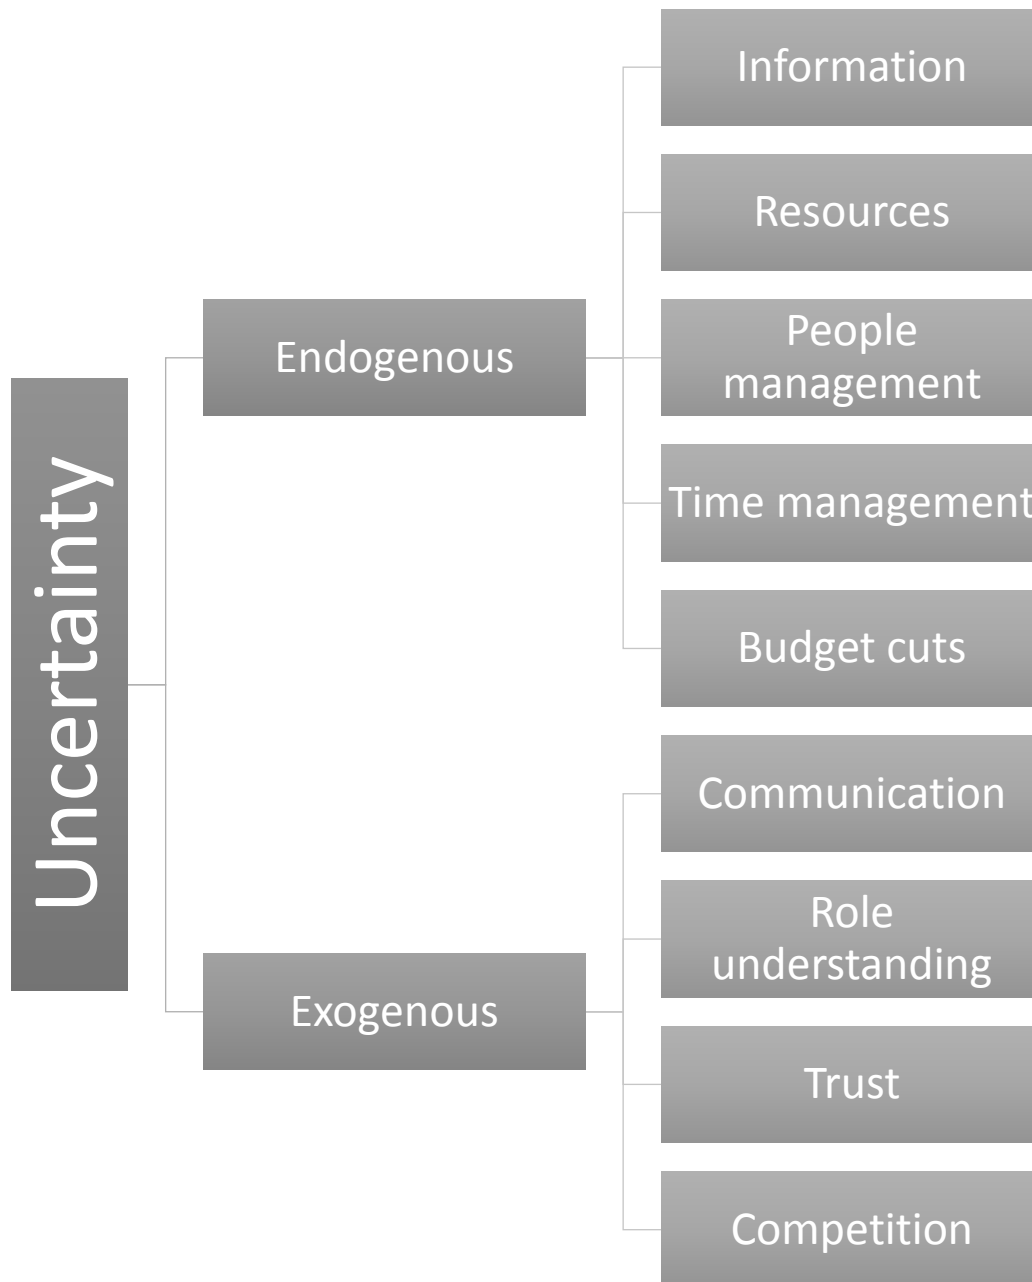 Uncertainty
Endogenous
Information
Resources
People
management
Time management
Budget cuts
Exogenous
Communication
Role
understanding
Trust
Competition